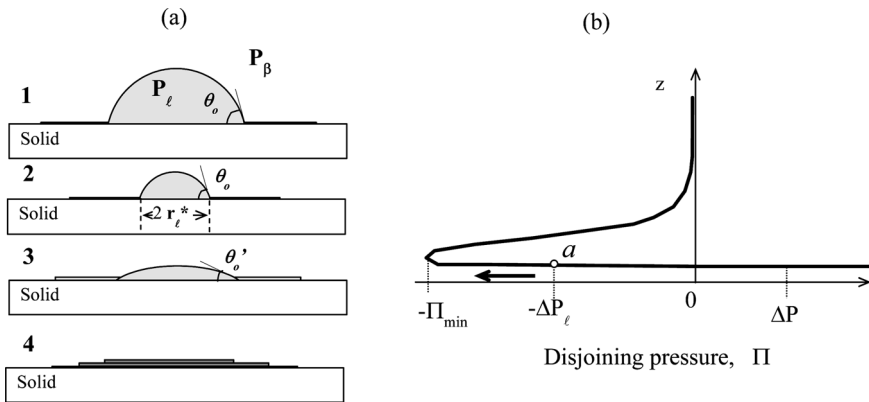 (a)
P_β
P_ℓ
θ_o
1
Solid
2
θ_o
Solid
2 r_ℓ*
3
θ_o'
Solid
4
Solid
(b)
z
a
-Π_min
-ΔP_ℓ
0
ΔP
Disjoining pressure, Π